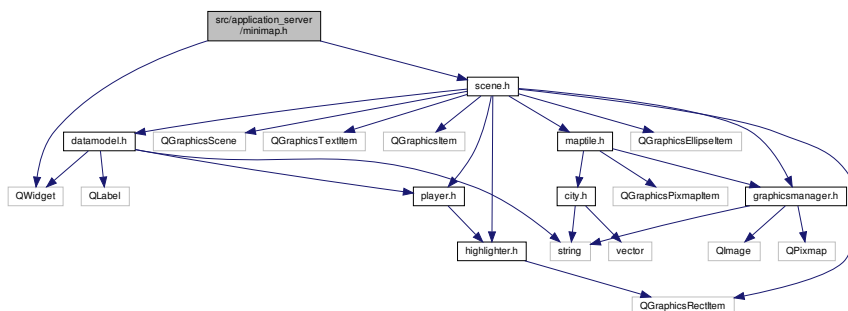 src/application_server
/minimap.h
scene.h
datamodel.h
QGraphicsScene
QGraphicsTextItem
QGraphicsItem
maptile.h
QGraphicsEllipseItem
QWidget
QLabel
player.h
city.h
QGraphicsPixmapItem
graphicsmanager.h
highlighter.h
string
vector
QImage
QPixmap
QGraphicsRectItem